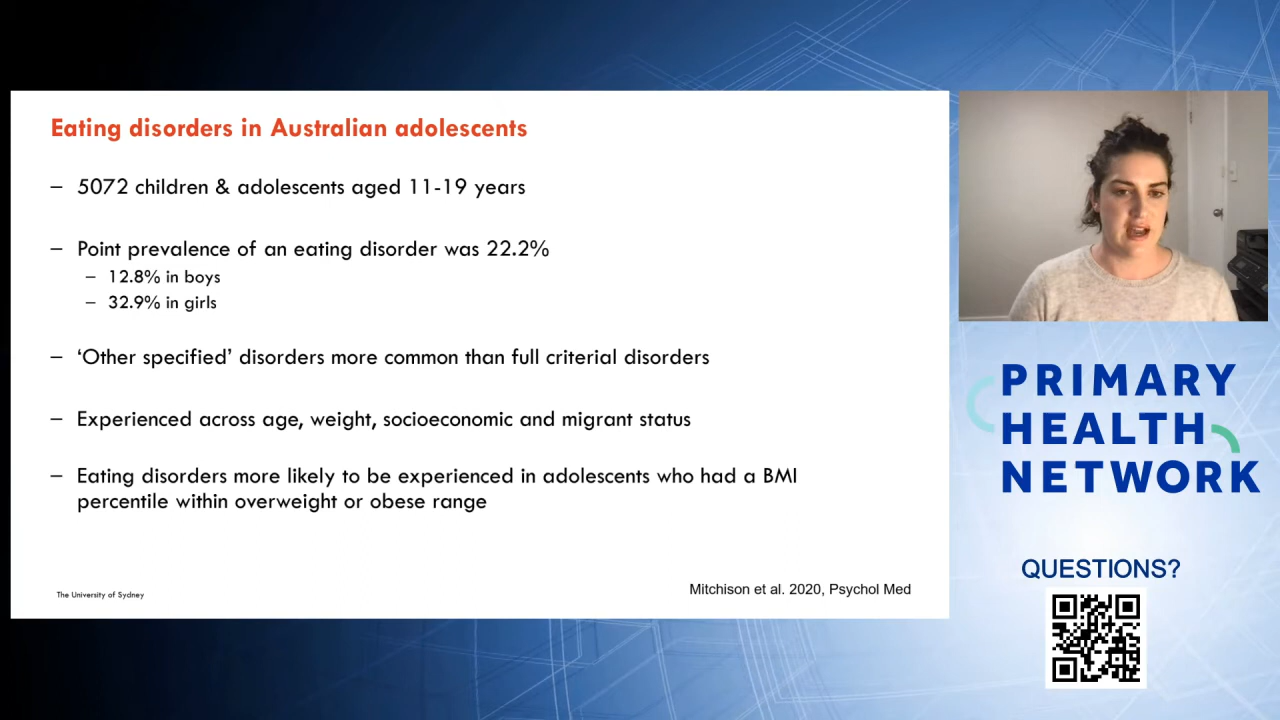 Eating disorders in Australian adolescents
– 5072 children & adolescents aged 11-19 years
– Point prevalence of an eating disorder was 22.2%
– 12.8% in boys
– 32.9% in girls
– ‘Other specified’ disorders more common than full criterial disorders
– Experienced across age, weight, socioeconomic and migrant status
– Eating disorders more likely to be experienced in adolescents who had a BMI
percentile within overweight or obese range
The University of Sydney
Mitchison et al. 2020, Psychol Med
PRIMARY
HEALTH
NETWORK
QUESTIONS?